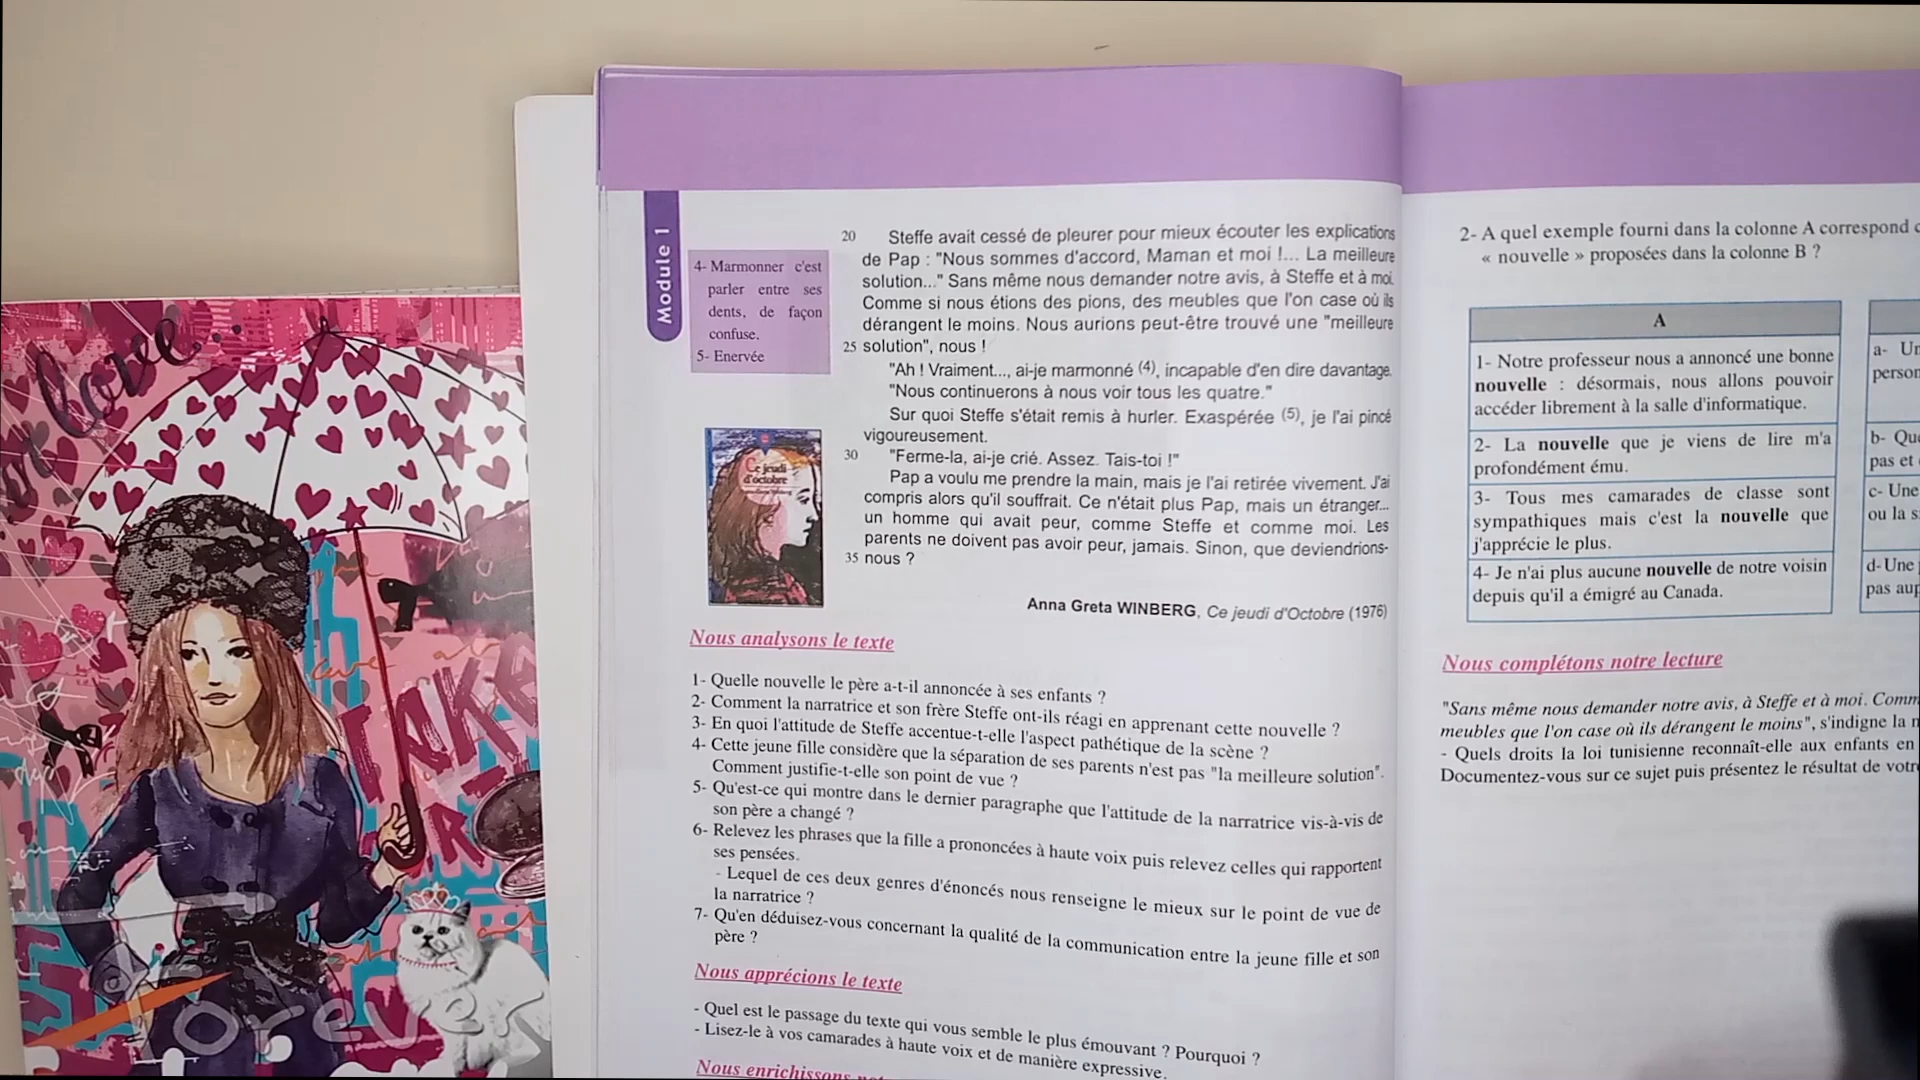 Module 1
4- Marmonner c'est
parler entre ses
dents, de façon
confuse.
5- Enervée
20 Steffe avait cessé de pleurer pour mieux écouter les explications
de Pap : "Nous sommes d'accord, Maman et moi !... La meilleure
solution..." Sans même nous demander notre avis, à Steffe et à moi.
Comme si nous étions des pions, des meubles que l'on case où ils
dérangent le moins. Nous aurions peut-être trouvé une "meilleure
25 solution", nous !
"Ah ! Vraiment..., ai-je marmonné (4), incapable d'en dire davantage.
"Nous continuerons à nous voir tous les quatre."
Sur quoi Steffe s'était remis à hurler. Exaspérée (5), je l'ai pincé
vigoureusement.
30 "Ferme-la, ai-je crié. Assez. Tais-toi !"
Pap a voulu me prendre la main, mais je l'ai retirée vivement. J'ai
compris alors qu'il souffrait. Ce n'était plus Pap, mais un étranger...
un homme qui avait peur, comme Steffe et comme moi. Les
parents ne doivent pas avoir peur, jamais. Sinon, que deviendrions-
35 nous ?
Ce jeudi
d'octobre
Anna Greta WINBERG, Ce jeudi d'Octobre (1976)
Nous analysons le texte
1- Quelle nouvelle le père a-t-il annoncée à ses enfants ?
2- Comment la narratrice et son frère Steffe ont-ils réagi en apprenant cette nouvelle ?
3- En quoi l'attitude de Steffe accentue-t-elle l'aspect pathétique de la scène ?
4- Cette jeune fille considère que la séparation de ses parents n'est pas "la meilleure solution".
Comment justifie-t-elle son point de vue ?
5- Qu'est-ce qui montre dans le dernier paragraphe que l'attitude de la narratrice vis-à-vis de
son père a changé ?
6- Relevez les phrases que la fille a prononcées à haute voix puis relevez celles qui rapportent
ses pensées.
- Lequel de ces deux genres d'énoncés nous renseigne le mieux sur le point de vue de
la narratrice ?
7- Qu'en déduisez-vous concernant la qualité de la communication entre la jeune fille et son
père ?
Nous apprécions le texte
- Quel est le passage du texte qui vous semble le plus émouvant ? Pourquoi ?
- Lisez-le à vos camarades à haute voix et de manière expressive.
Nous enrichissons
2- A quel exemple fourni dans la colonne A correspond
« nouvelle » proposées dans la colonne B ?
A
1- Notre professeur nous a annoncé une bonne
nouvelle : désormais, nous allons pouvoir
accéder librement à la salle d'informatique.
2- La nouvelle que je viens de lire m'a
profondément ému.
3- Tous mes camarades de classe sont
sympathiques mais c'est la nouvelle que
j'apprécie le plus.
4- Je n'ai plus aucune nouvelle de notre voisin
depuis qu'il a émigré au Canada.
a- Un
person
b- Que
pas et
c- Une
ou la s
d- Une
pas aup
Nous complétons notre lecture
"Sans même nous demander notre avis, à Steffe et à moi. Comm
meubles que l'on case où ils dérangent le moins", s'indigne la n
- Quels droits la loi tunisienne reconnaît-elle aux enfants en
Documentez-vous sur ce sujet puis présentez le résultat de votre
love
forever